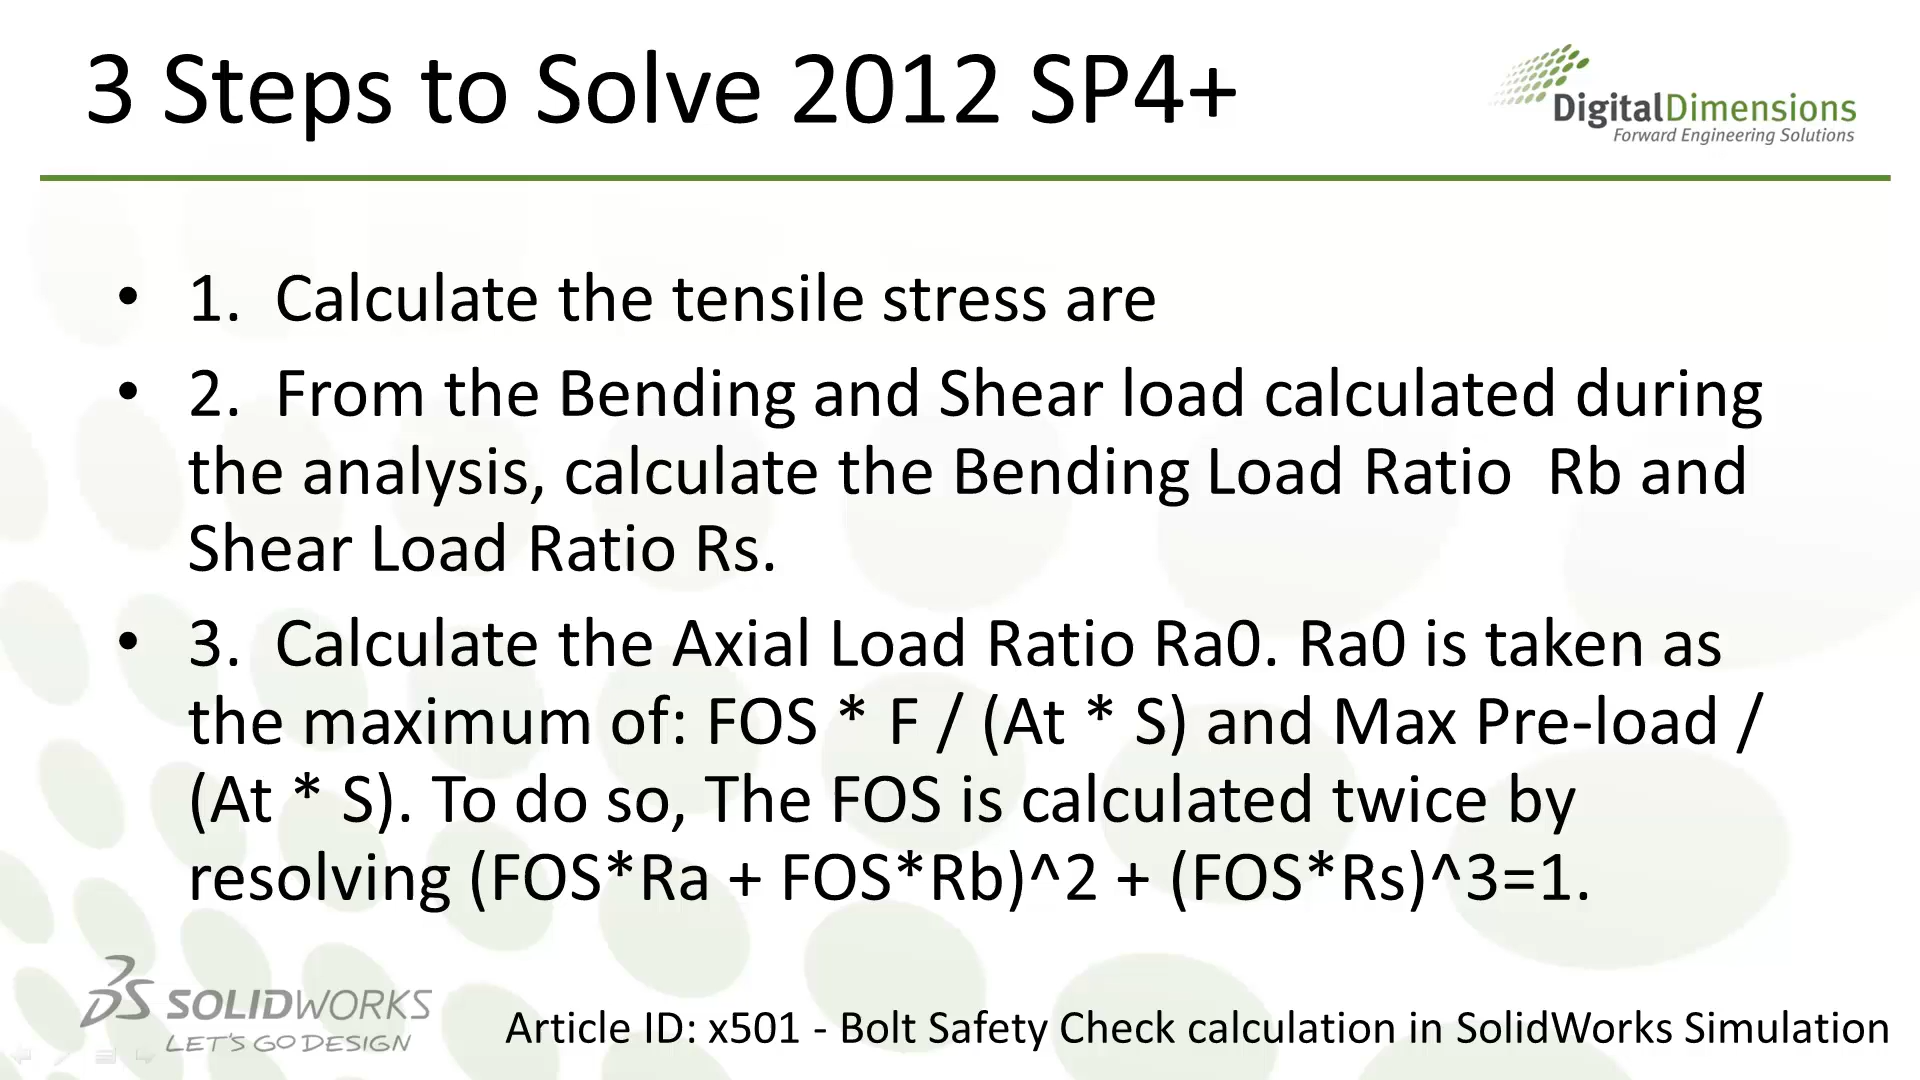 3 Steps to Solve 2012 SP4+
DigitalDimensions
Forward Engineering Solutions
• 1. Calculate the tensile stress are
• 2. From the Bending and Shear load calculated during
the analysis, calculate the Bending Load Ratio Rb and
Shear Load Ratio Rs.
• 3. Calculate the Axial Load Ratio Ra0. Ra0 is taken as
the maximum of: FOS * F / (At * S) and Max Pre-load /
(At * S). To do so, The FOS is calculated twice by
resolving (FOS*Ra + FOS*Rb)^2 + (FOS*Rs)^3=1.
SOLIDWORKS
LET'S GO DESIGN
Article ID: x501 - Bolt Safety Check calculation in SolidWorks Simulation